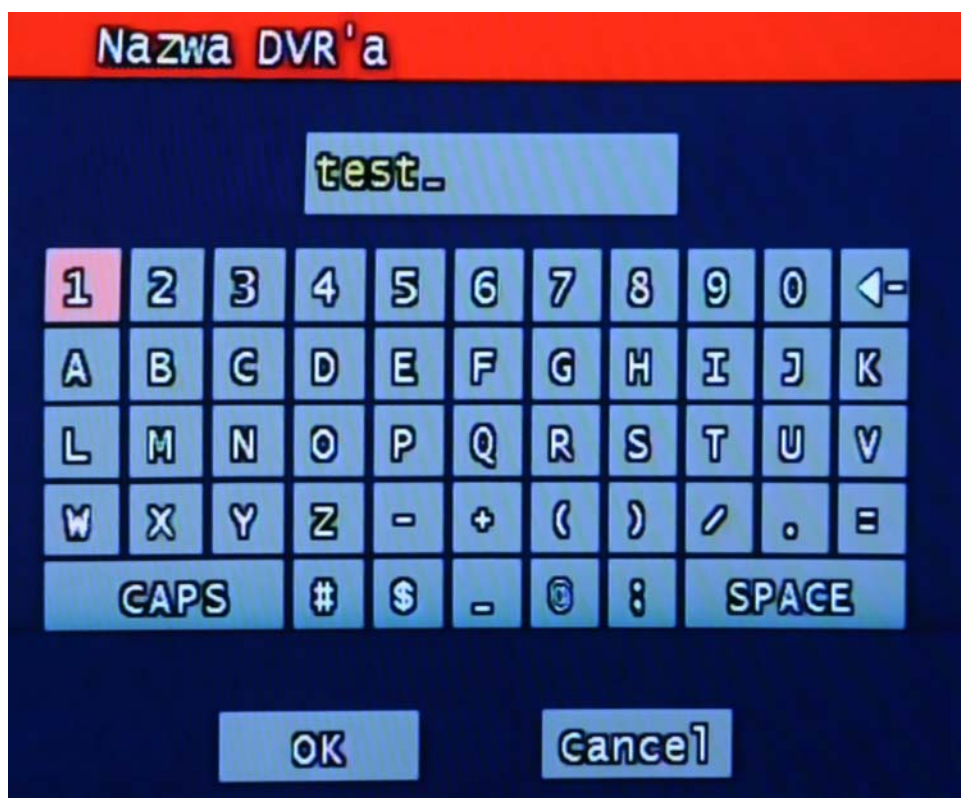 Nazwa DVR'a
test_
1 2 3 4 5 6 7 8 9 0
A B C D E F G H I J K
L M N O P Q R S T U V
W X Y Z - + ( ) / . =
CAPS # $ _ @ : SPACE
OK Cancel